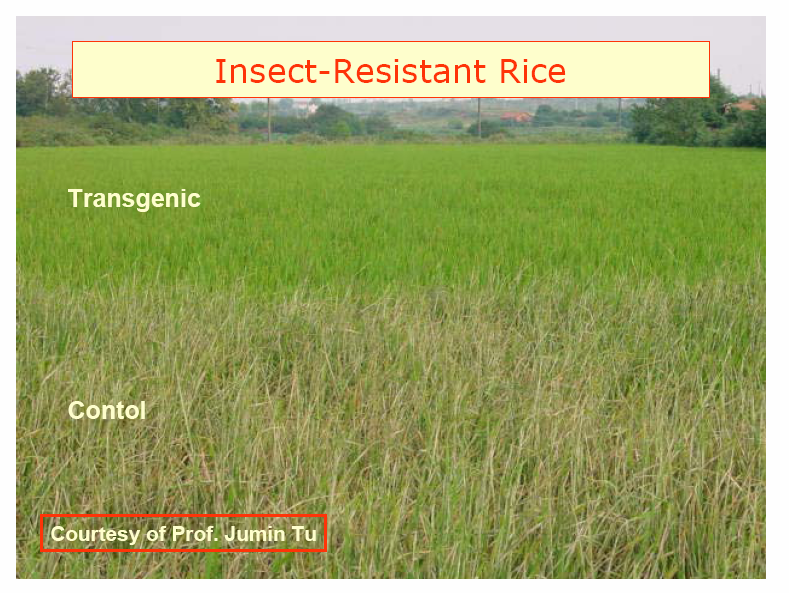 Insect-Resistant Rice
Transgenic
Contol
Courtesy of Prof. Jumin Tu